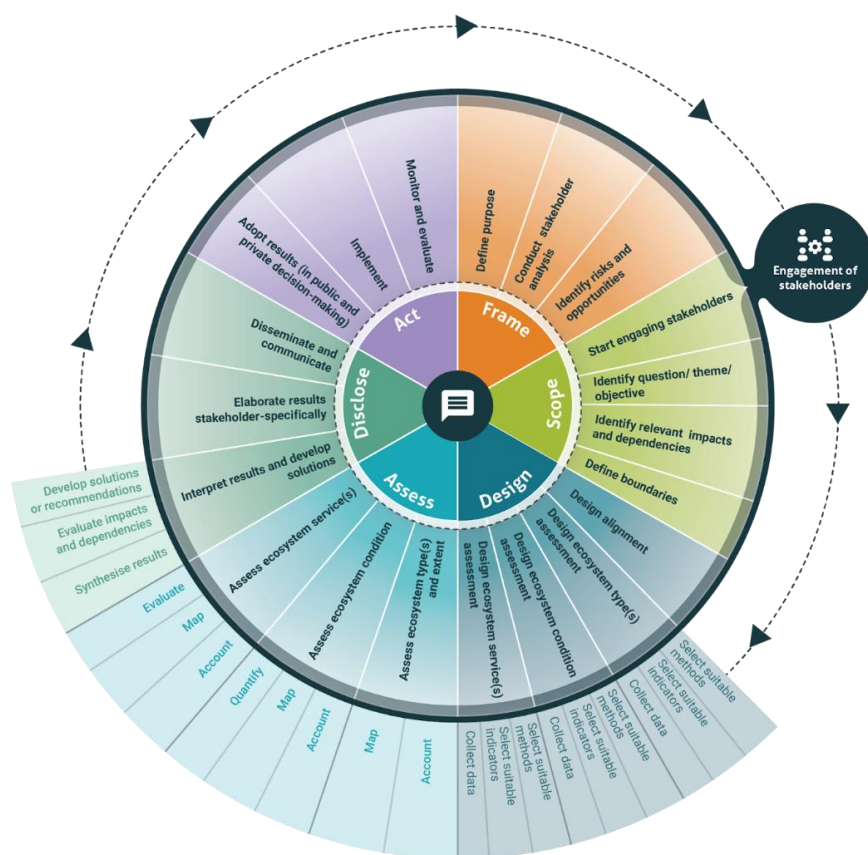 Engagement of
stakeholders
Frame
Define purpose
Conduct stakeholder
analysis
Identify risks and
opportunities
Scope
Start engaging stakeholders
Identify question/ theme/
objective
Identify relevant impacts
and dependencies
Define boundaries
Design
Design alignment
Design ecosystem type(s)
assessment
Select suitable
methods
Select suitable
indicators
Collect data
Design ecosystem condition
assessment
Select suitable
methods
Select suitable
indicators
Collect data
Design ecosystem service(s)
assessment
Select suitable
methods
Select suitable
indicators
Collect data
Assess
Assess ecosystem type(s)
and extent
Account
Map
Assess ecosystem condition
Account
Map
Quantify
Assess ecosystem service(s)
Account
Map
Evaluate
Disclose
Interpret results and develop
solutions
Synthesise results
Evaluate impacts
and dependencies
Develop solutions
or recommendations
Elaborate results
stakeholder-specifically
Disseminate and
communicate
Act
Adopt results (in public and
private decision-making)
Implement
Monitor and evaluate